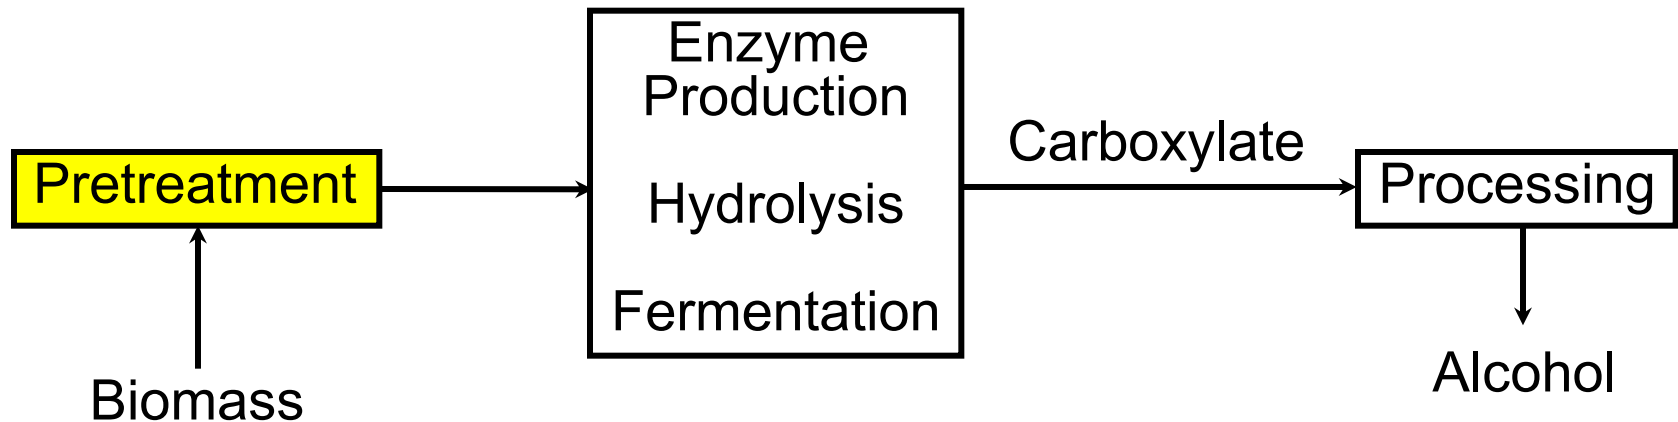 Pretreatment
Biomass
Enzyme
Production
Hydrolysis
Fermentation
Carboxylate
Processing
Alcohol